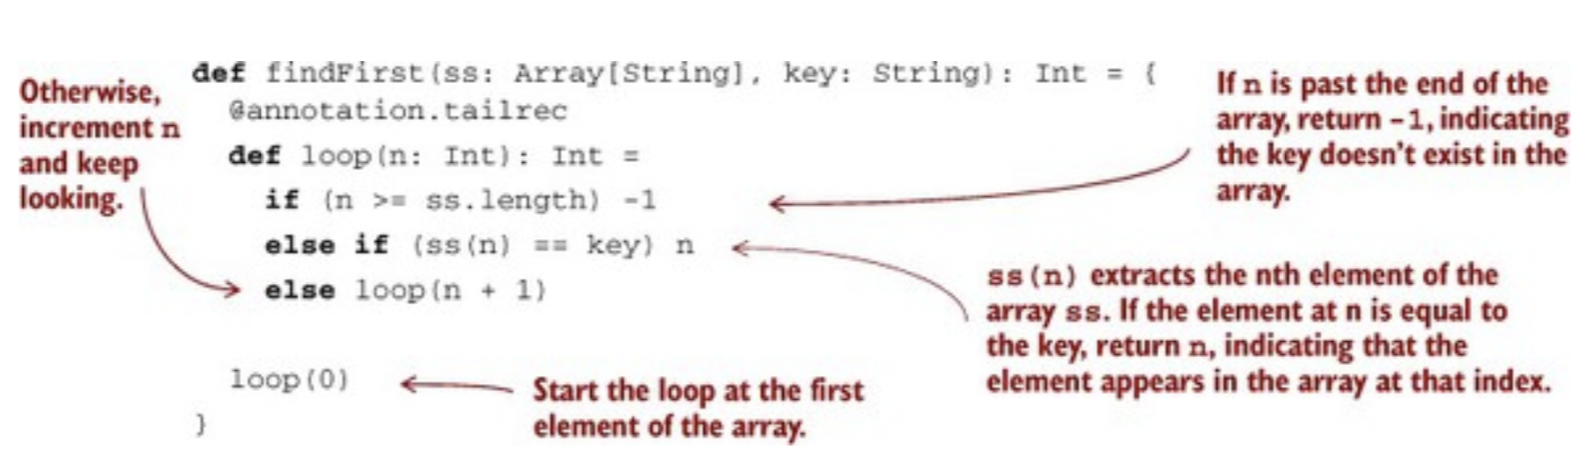 def findFirst(ss: Array[String], key: String): Int = {
@annotation.tailrec
def loop(n: Int): Int =
if (n >= ss.length) -1
else if (ss(n) == key) n
else loop(n + 1)
loop(0)
}
Otherwise,
increment n
and keep
looking.
If n is past the end of the
array, return -1, indicating
the key doesn't exist in the
array.
ss(n) extracts the nth element of the
array ss. If the element at n is equal to
the key, return n, indicating that the
element appears in the array at that index.
Start the loop at the first
element of the array.